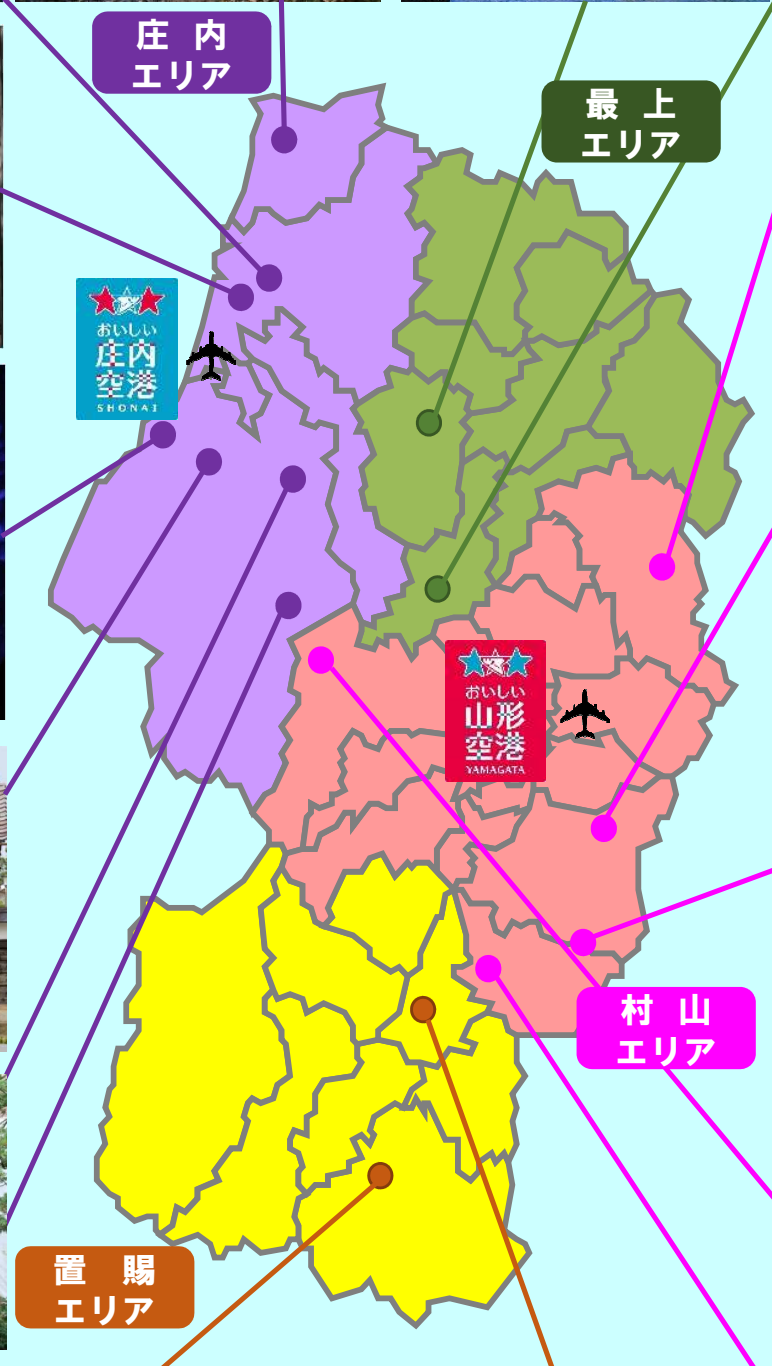 庄 内
エリア
最 上
エリア
おいしい
庄内
空港
SHONAI
おいしい
山形
空港
YAMAGATA
村 山
エリア
置 賜
エリア